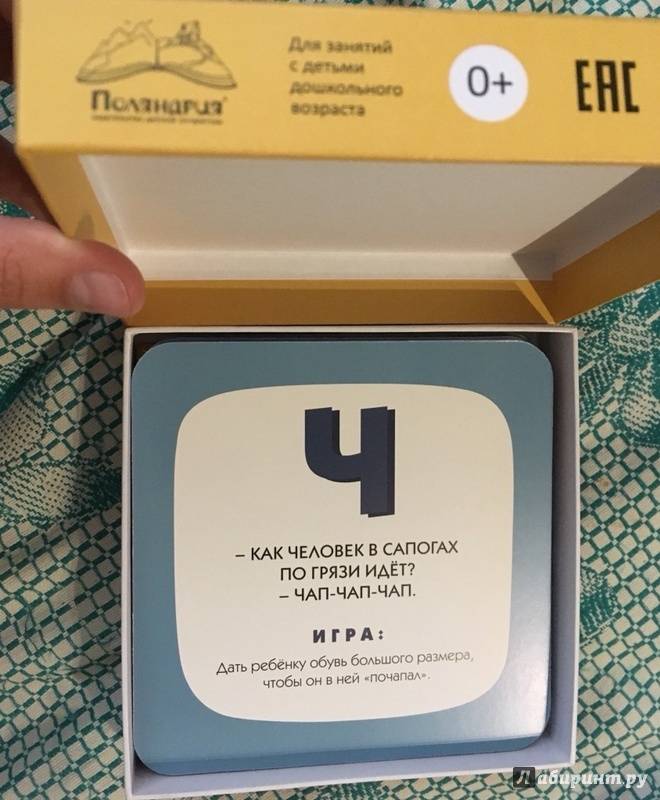 Поляндрия
Для занятий
с детьми
дошкольного
возраста
0+
EAC
Ч
– КАК ЧЕЛОВЕК В САПОГАХ
ПО ГРЯЗИ ИДЁТ?
– ЧАП-ЧАП-ЧАП.
ИГРА:
Дать ребёнку обувь большого размера,
чтобы он в ней «почапал».
Лабиринт.ру